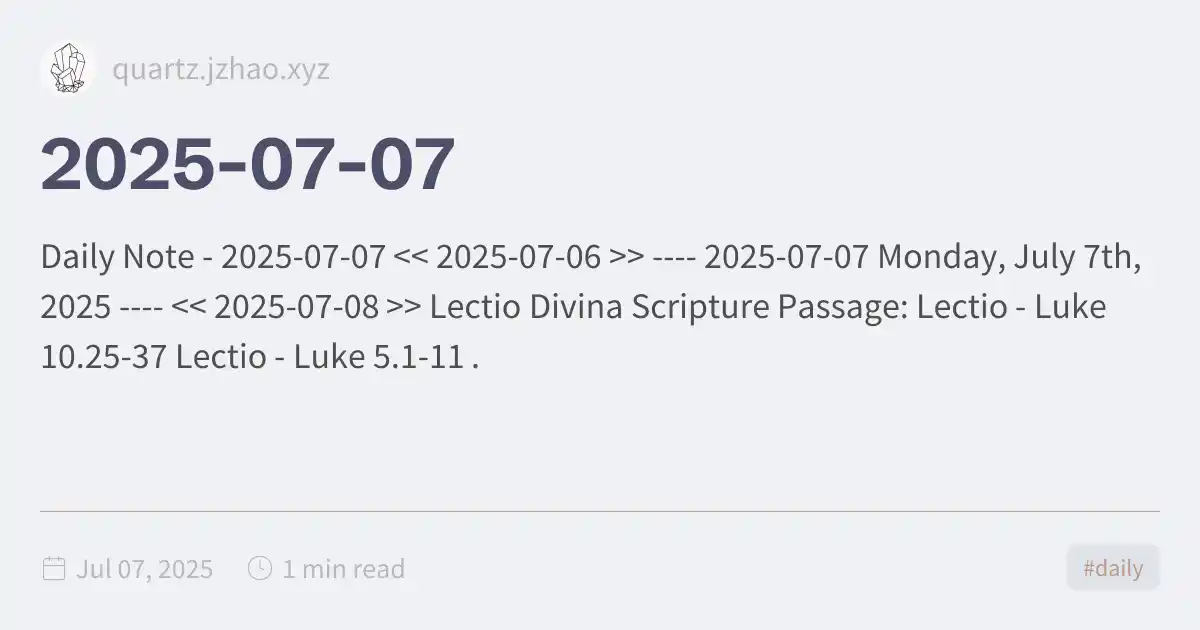 quartz.jzhao.xyz
2025-07-07
Daily Note - 2025-07-07 << 2025-07-06 >> ---- 2025-07-07 Monday, July 7th,
2025 ---- << 2025-07-08 >> Lectio Divina Scripture Passage: Lectio - Luke
10.25-37 Lectio - Luke 5.1-11 .
Jul 07, 2025 1 min read #daily